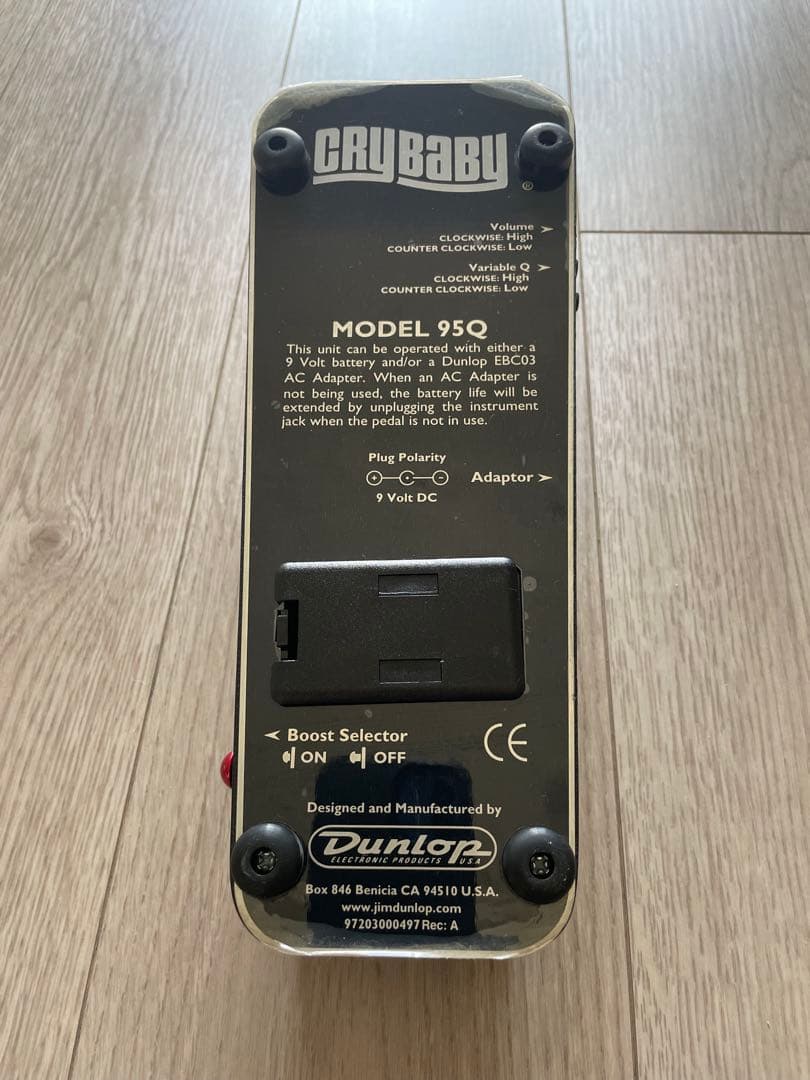 CRYBABY®
Volume
CLOCKWISE: High
COUNTER CLOCKWISE: Low
Variable Q
CLOCKWISE: High
COUNTER CLOCKWISE: Low
MODEL 95Q
This unit can be operated with either a
9 Volt battery and/or a Dunlop EBC03
AC Adapter. When an AC Adapter is
not being used, the battery life will be
extended by unplugging the instrument
jack when the pedal is not in use.
Plug Polarity
Adaptor
9 Volt DC
Boost Selector
ON OFF
CE
Designed and Manufactured by
Dunlop
ELECTRONIC PRODUCTS U.S.A
Box 846 Benicia CA 94510 U.S.A.
www.jimdunlop.com
97203000497 Rec: A